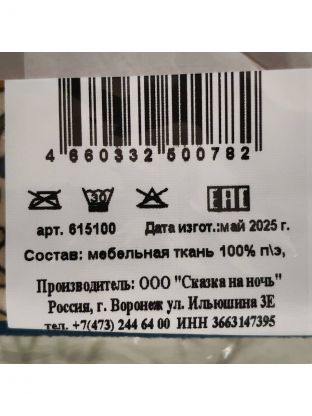 4 660332 500782
30 EAC
арт. 615100 Дата изгот.:май 2025 г.
Состав: мебельная ткань 100% п\э,
Производитель: ООО "Сказка на ночь"
Россия, г. Воронеж ул. Ильюшина 3Е
тел. +7(473) 244 64 00 ИНН 3663147395